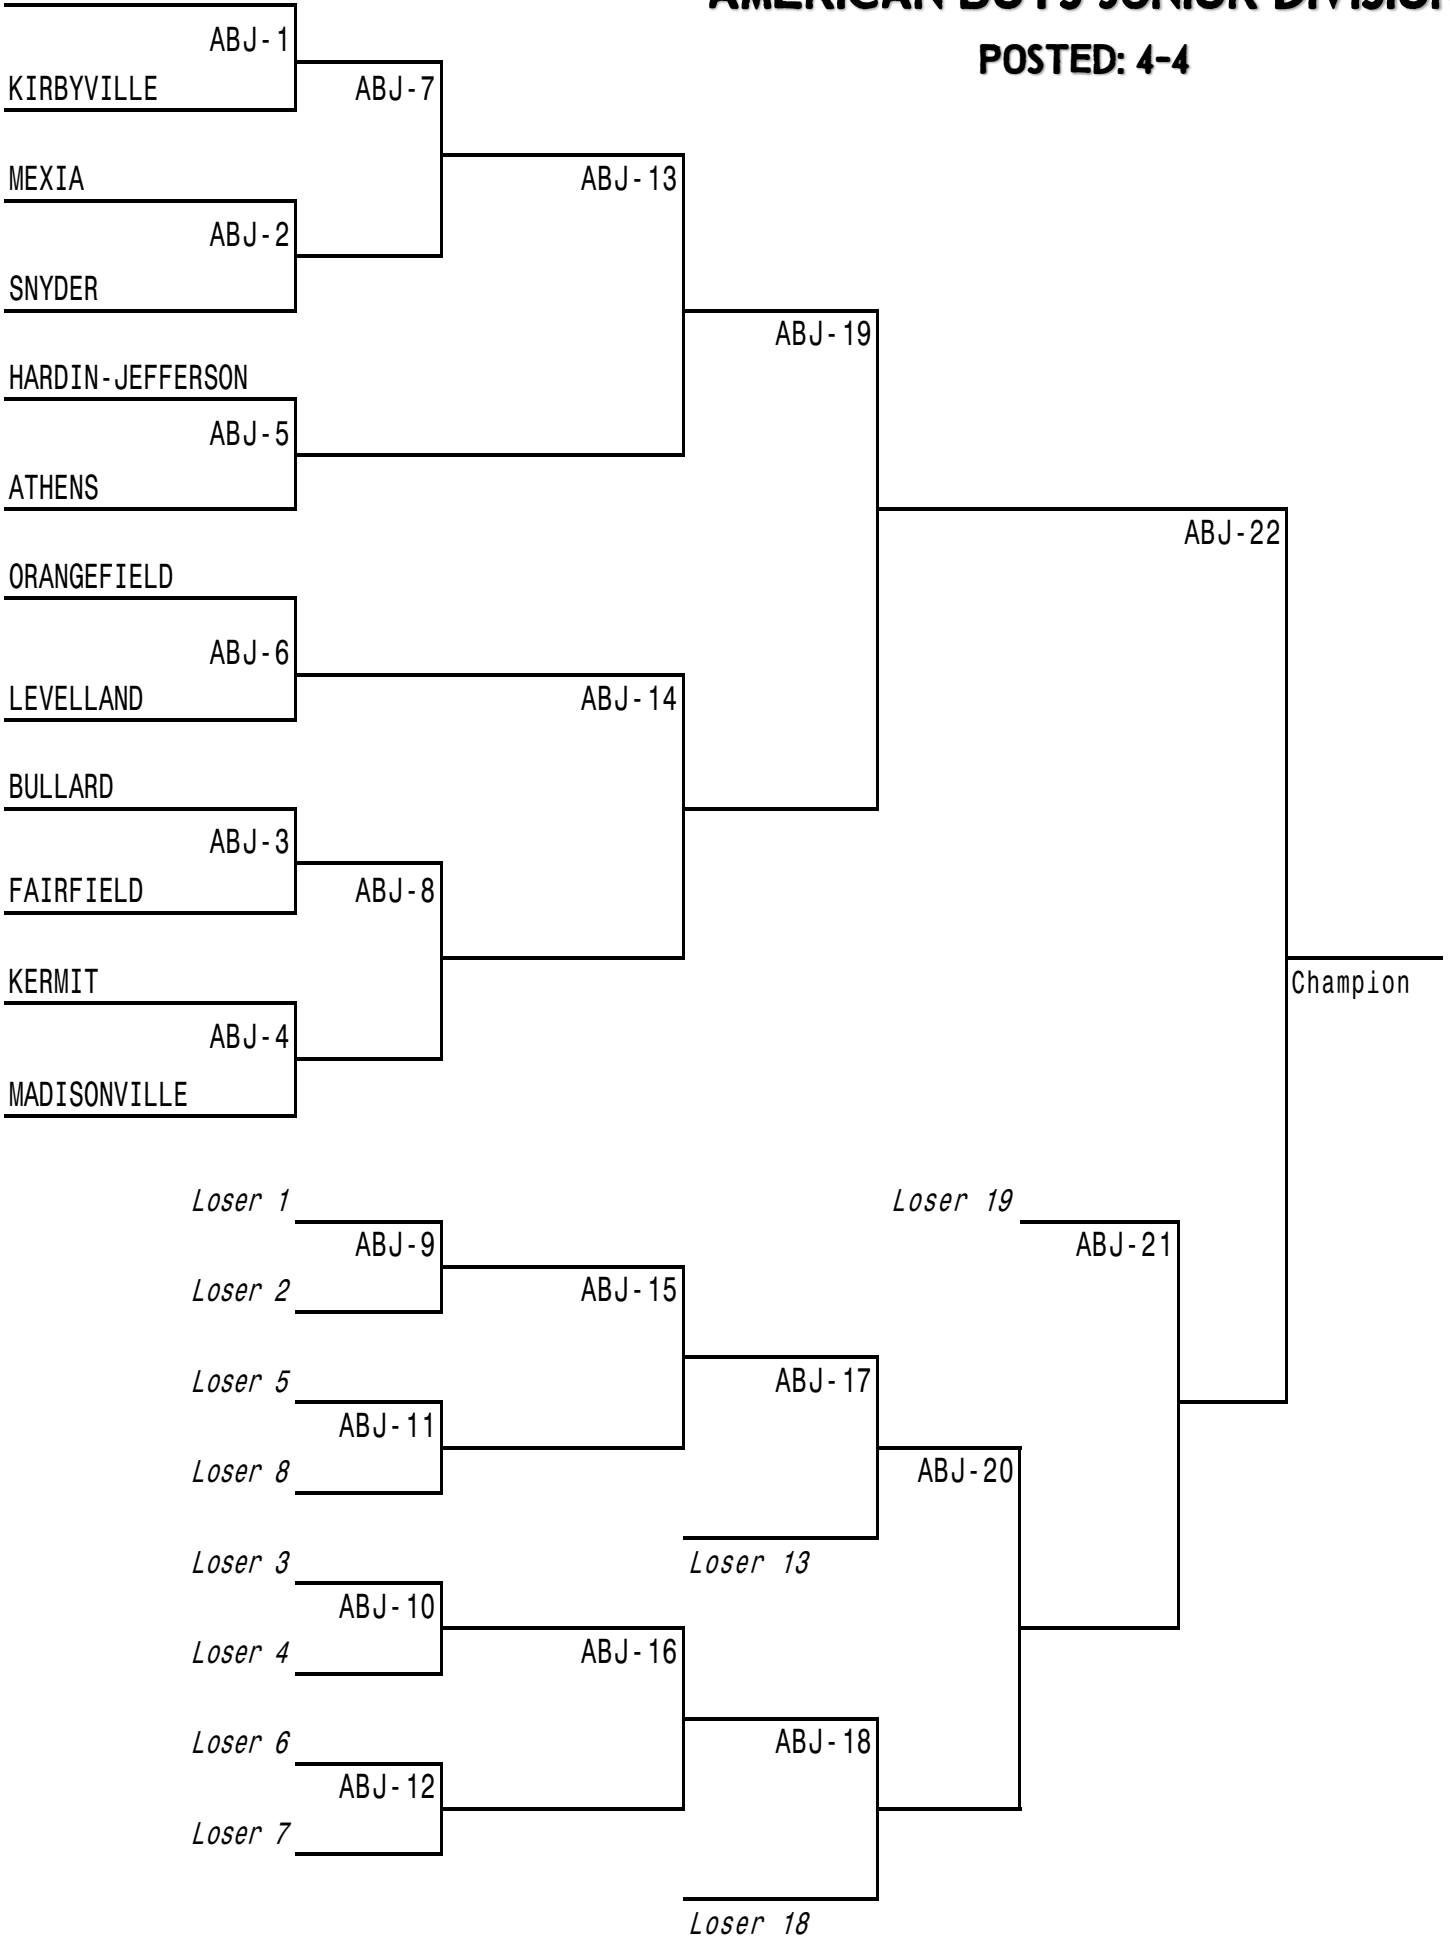 AMERICAN BOYS JUNIOR DIVISION
POSTED: 4-4
ABJ-1
KIRBYVILLE
ABJ-7
MEXIA
ABJ-13
ABJ-2
SNYDER
ABJ-19
HARDIN-JEFFERSON
ABJ-5
ATHENS
ABJ-22
ORANGEFIELD
ABJ-6
LEVELLAND
ABJ-14
BULLARD
ABJ-3
FAIRFIELD
ABJ-8
KERMIT
Champion
ABJ-4
MADISONVILLE
Loser 1
Loser 19
ABJ-9
ABJ-21
Loser 2
ABJ-15
Loser 5
ABJ-17
ABJ-11
Loser 8
ABJ-20
Loser 3
Loser 13
ABJ-10
Loser 4
ABJ-16
Loser 6
ABJ-18
ABJ-12
Loser 7
Loser 18